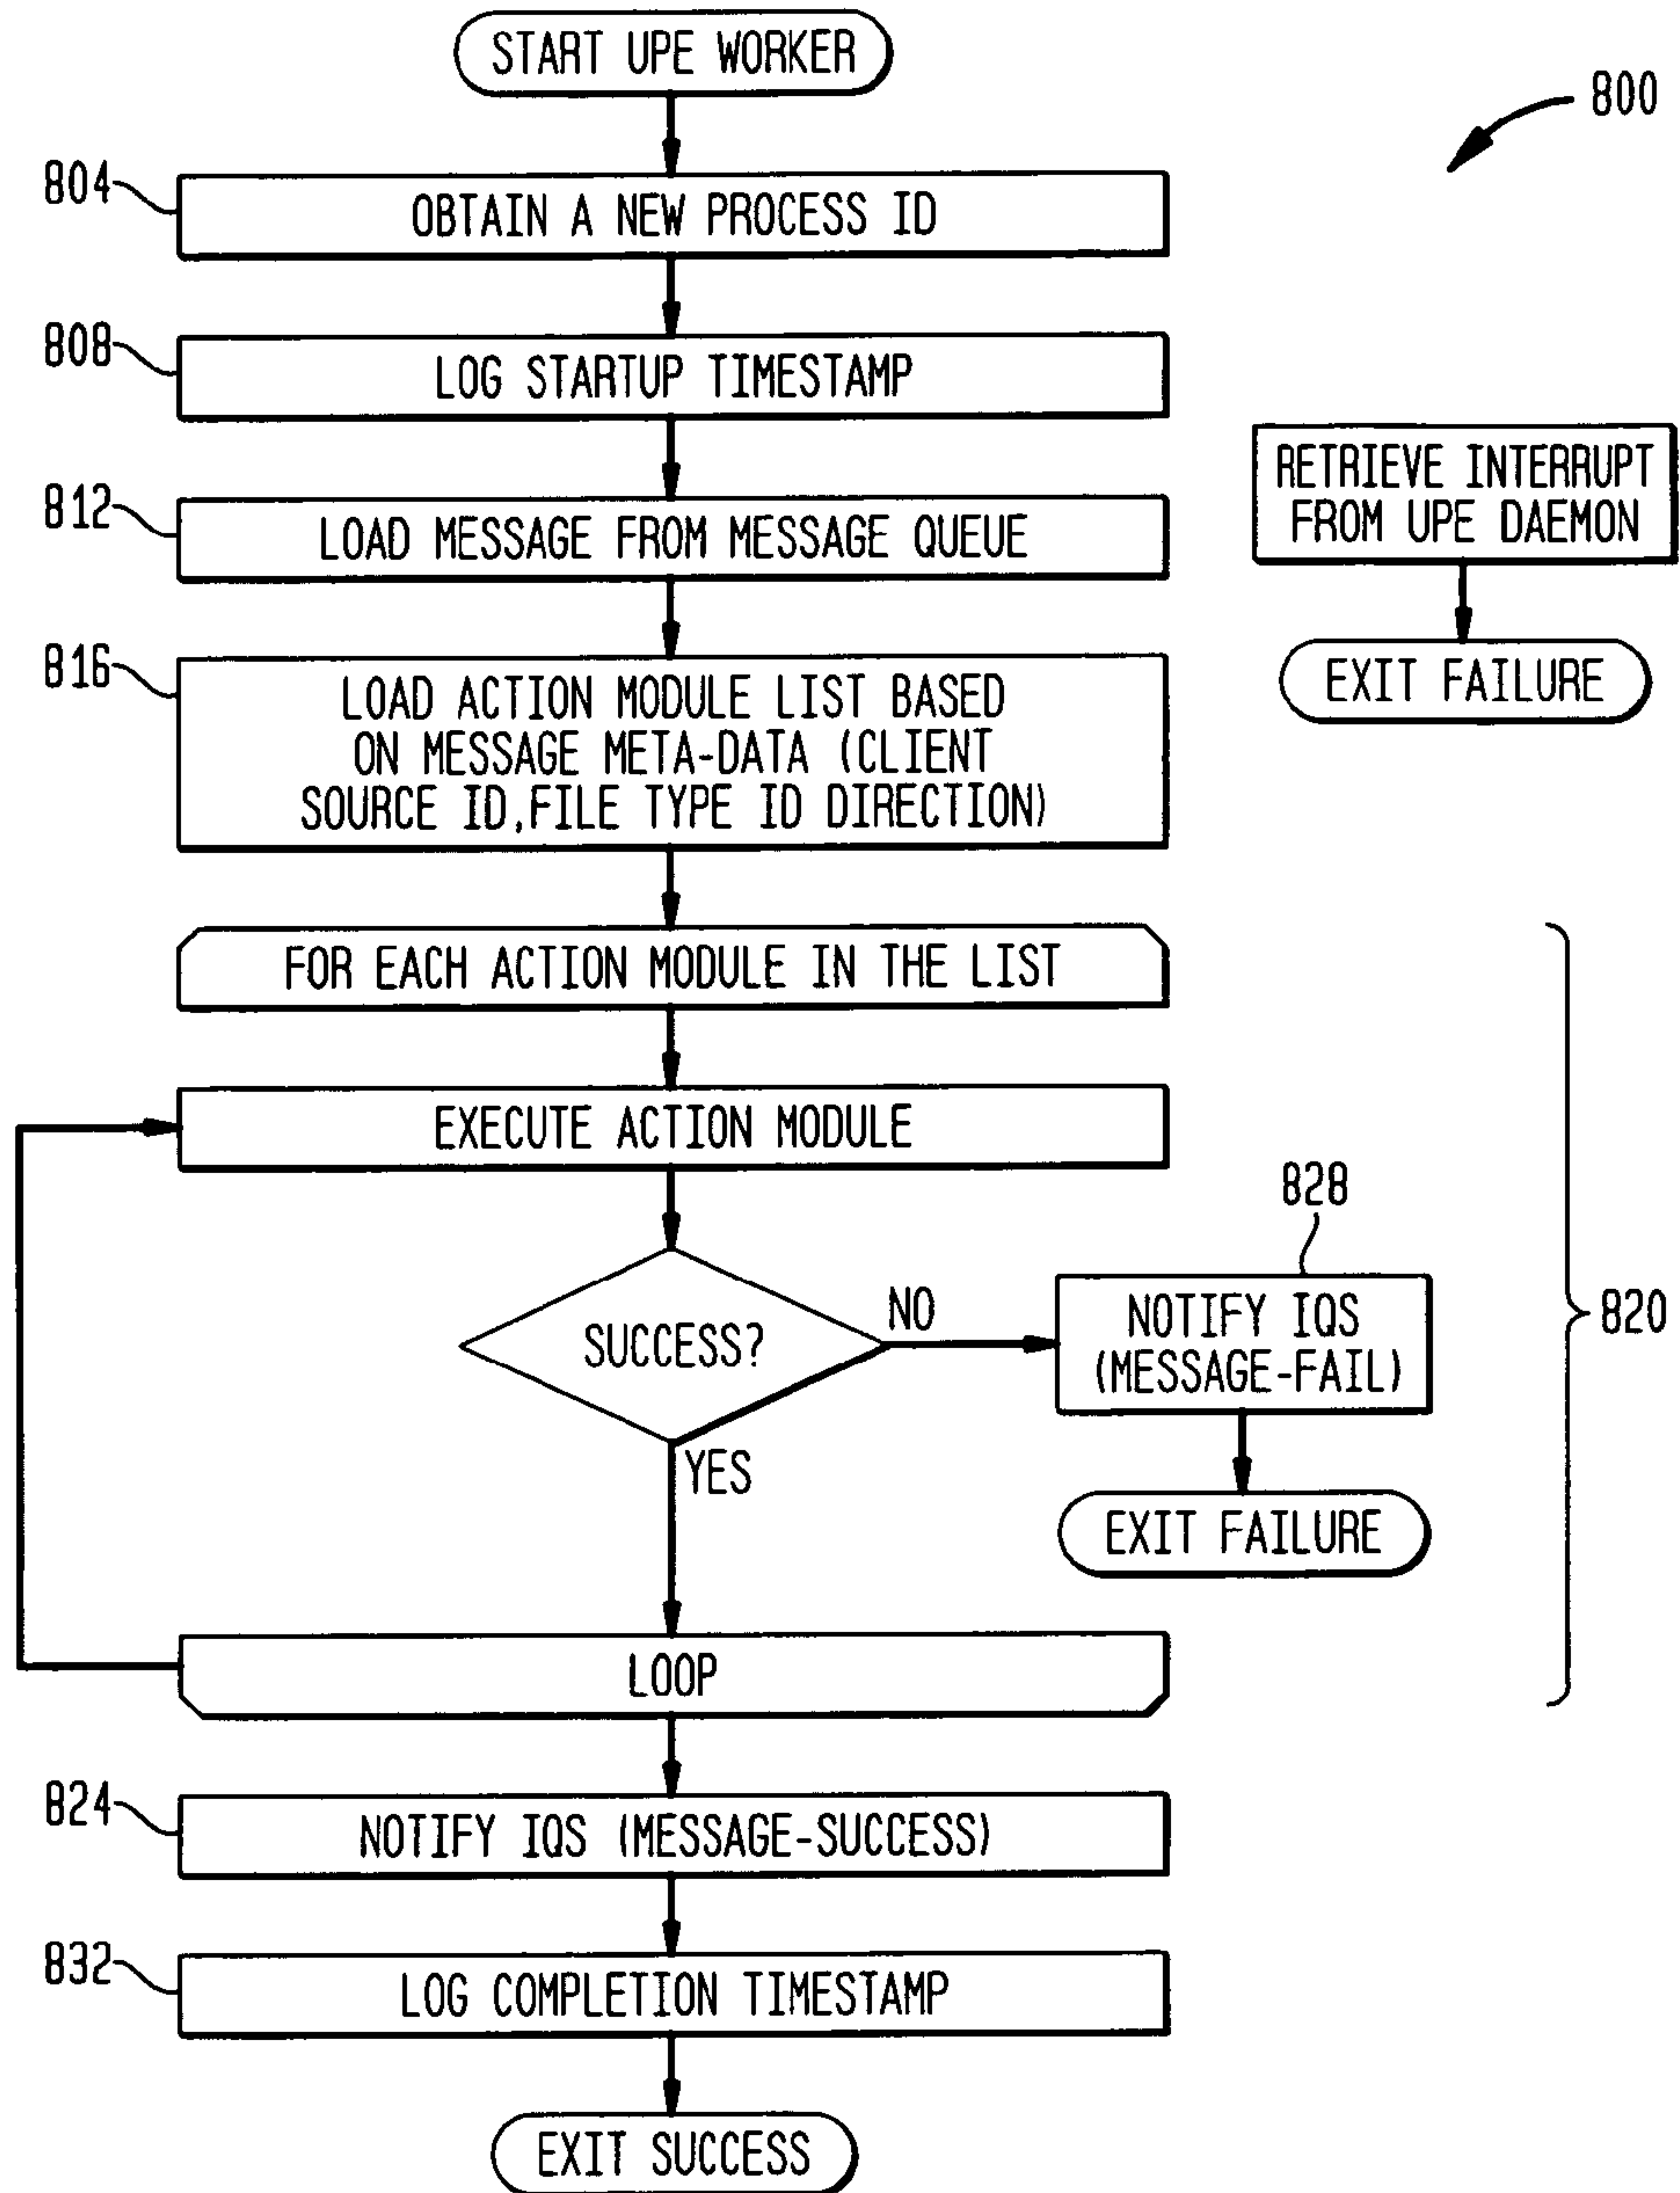 START UPE WORKER
800
804
OBTAIN A NEW PROCESS ID
808
LOG STARTUP TIMESTAMP
812
LOAD MESSAGE FROM MESSAGE QUEUE
RETRIEVE INTERRUPT
FROM UPE DAEMON
EXIT FAILURE
816
LOAD ACTION MODULE LIST BASED
ON MESSAGE META-DATA (CLIENT
SOURCE ID,FILE TYPE ID DIRECTION)
FOR EACH ACTION MODULE IN THE LIST
EXECUTE ACTION MODULE
SUCCESS?
NO
YES
828
NOTIFY IQS
(MESSAGE-FAIL)
EXIT FAILURE
820
LOOP
824
NOTIFY IQS (MESSAGE-SUCCESS)
832
LOG COMPLETION TIMESTAMP
EXIT SUCCESS